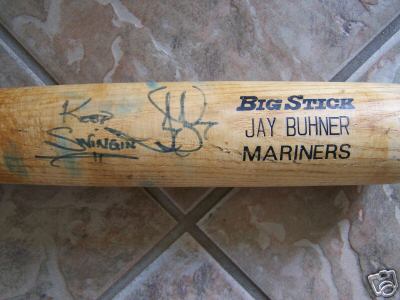 Keep
Swingin
BIG STICK
JAY BUHNER
MARINERS